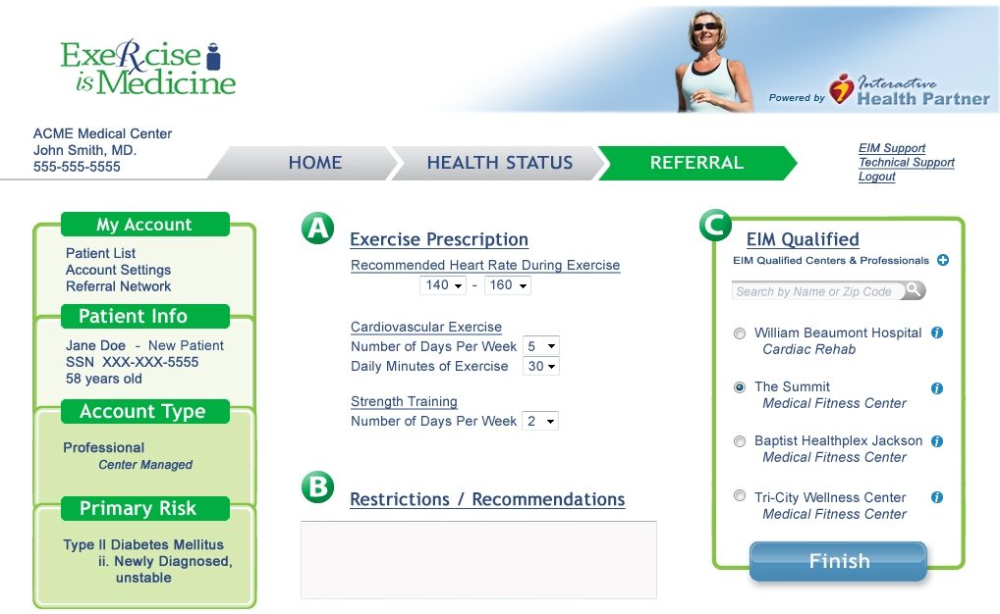 ExeRxcise
is Medicine
Powered by Interactive
Health Partner
ACME Medical Center
John Smith, MD.
555-555-5555
HOME
HEALTH STATUS
REFERRAL
EIM Support
Technical Support
Logout
My Account
Patient List
Account Settings
Referral Network
Patient Info
Jane Doe - New Patient
SSN XXX-XXX-5555
58 years old
Account Type
Professional
Center Managed
Primary Risk
Type II Diabetes Mellitus
ii. Newly Diagnosed,
unstable
A
Exercise Prescription
Recommended Heart Rate During Exercise
140 - 160
Cardiovascular Exercise
Number of Days Per Week 5
Daily Minutes of Exercise 30
Strength Training
Number of Days Per Week 2
B
Restrictions / Recommendations
C
EIM Qualified
EIM Qualified Centers & Professionals
Search by Name or Zip Code
William Beaumont Hospital
Cardiac Rehab
The Summit
Medical Fitness Center
Baptist Healthplex Jackson
Medical Fitness Center
Tri-City Wellness Center
Medical Fitness Center
Finish